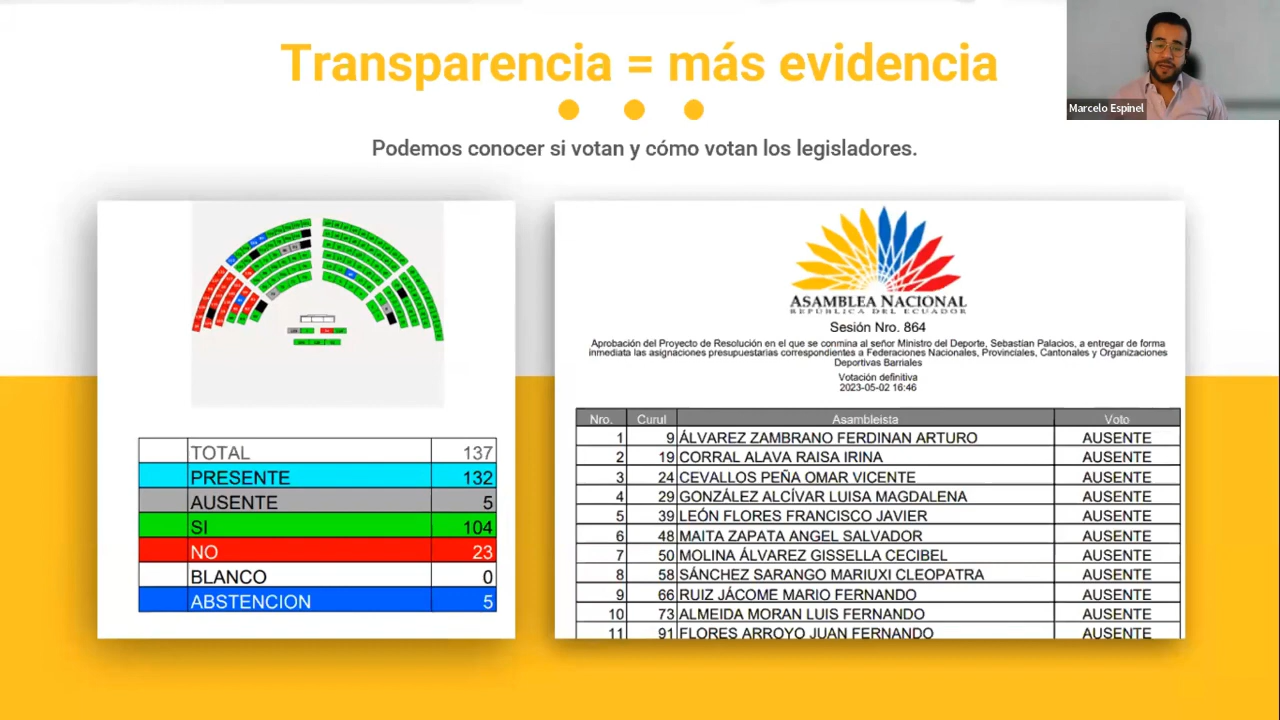 Transparencia = más evidencia
Marcelo Espinel
Podemos conocer si votan y cómo votan los legisladores.
TOTAL 137
PRESENTE 132
AUSENTE 5
SI 104
NO 23
BLANCO 0
ABSTENCION 5
ASAMBLEA NACIONAL
REPÚBLICA DEL ECUADOR
Sesión Nro. 864
Aprobación del Proyecto de Resolución en el que se conmina al señor Ministro del Deporte, Sebastian Palacios, a entregar de forma
inmediata las asignaciones presupuestarias correspondientes a Federaciones Nacionales, Provinciales, Cantonales y Organizaciones
Deportivas Barriales
Votación definitiva
2023-05-02 16:46
Nro. Curul Asambleista Voto
1 9 ÁLVAREZ ZAMBRANO FERDINAN ARTURO AUSENTE
2 19 CORRAL ALAVA RAISA IRINA AUSENTE
3 24 CEVALLOS PEÑA OMAR VICENTE AUSENTE
4 29 GONZÁLEZ ALCÍVAR LUISA MAGDALENA AUSENTE
5 39 LEÓN FLORES FRANCISCO JAVIER AUSENTE
6 48 MAITA ZAPATA ANGEL SALVADOR AUSENTE
7 50 MOLINA ÁLVAREZ GISSELLA CECIBEL AUSENTE
8 58 SÁNCHEZ SARANGO MARIUXI CLEOPATRA AUSENTE
9 66 RUIZ JÁCOME MARIO FERNANDO AUSENTE
10 73 ALMEIDA MORAN LUIS FERNANDO AUSENTE
11 91 FLORES ARROYO JUAN FERNANDO AUSENTE